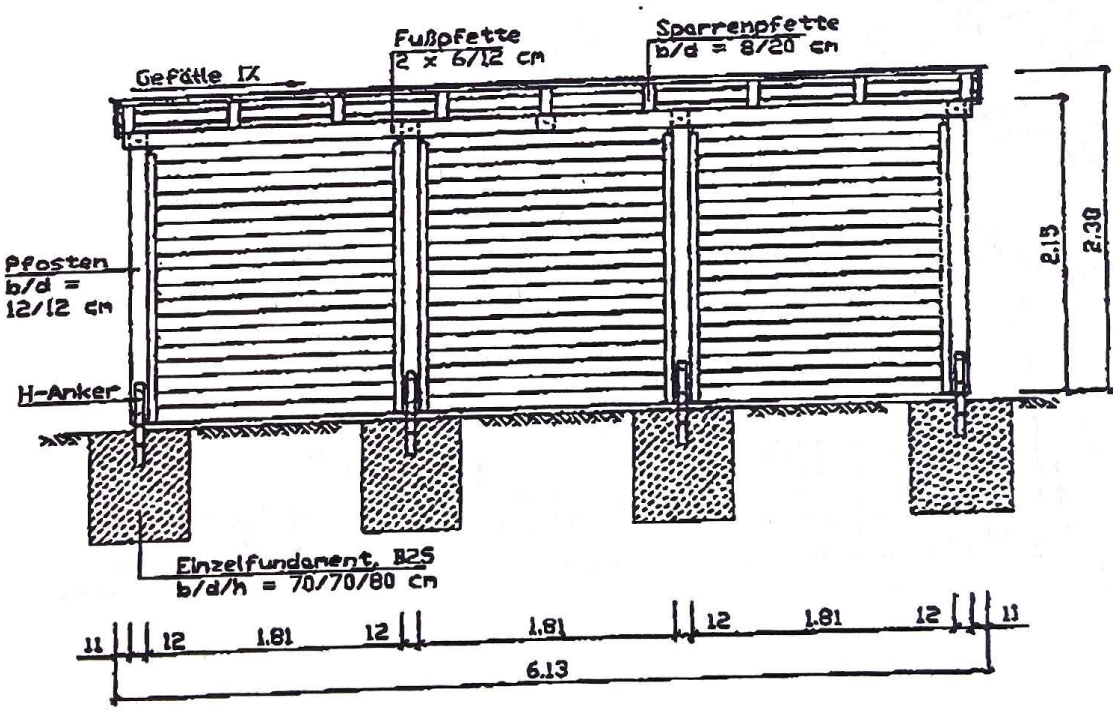 Fußpfette
2 x 6/12 cm
Sparrenpfette
b/d = 8/20 cm
Gefälle 1%
Pfosten
b/d =
12/12 cm
H-Anker
2.15
2.30
Einzelfundament, B25
b/d/h = 70/70/80 cm
11 12 1.81 12 1.81 12 1.81 12 11
6.13